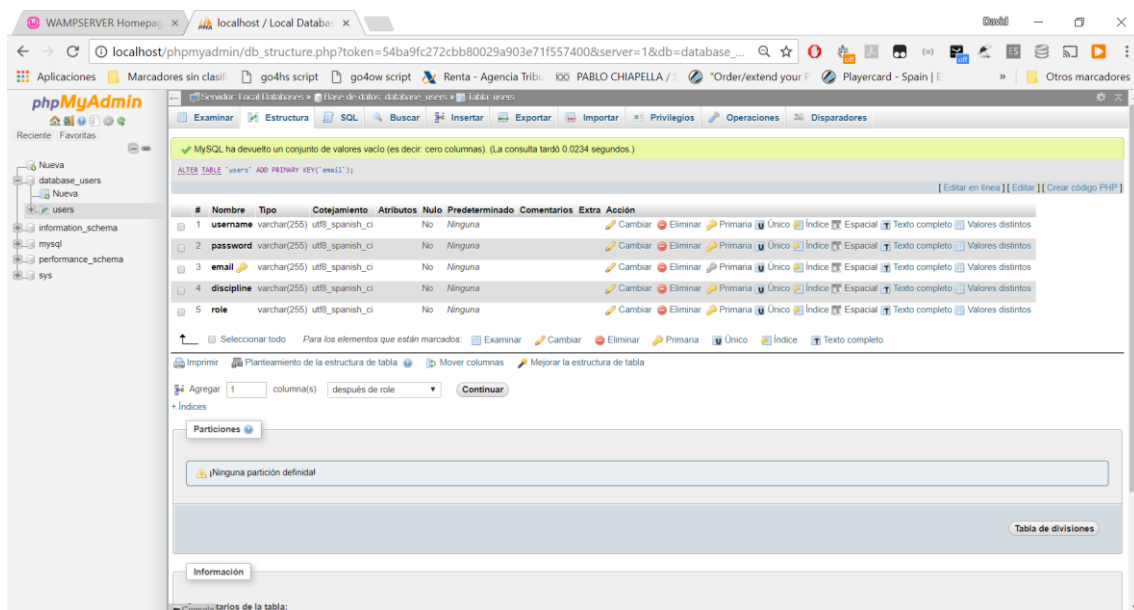 WAMPSERVER Homepag
localhost / Local Databas
David
localhost/phpmyadmin/db_structure.php?token=54ba9fc272cbb80029a903e71f557400&server=1&db=database_...
Aplicaciones Marcadores sin clasifi go4hs script go4ow script Renta - Agencia Tribu PABLO CHIAPELLA / "Order/extend your P Playercard - Spain | E » Otros marcadores
phpMyAdmin
Reciente Favoritas
Nueva
database_users
Nueva
users
information_schema
mysql
performance_schema
sys
Servidor: Local Databases » Base de datos: database_users » Tabla: users
Examinar Estructura SQL Buscar Insertar Exportar Importar Privilegios Operaciones Disparadores
MySQL ha devuelto un conjunto de valores vacío (es decir: cero columnas). (La consulta tardó 0.0234 segundos.)
ALTER TABLE `users` ADD PRIMARY KEY(`email`);
[ Editar en línea ] [ Editar ] [ Crear código PHP ]
# Nombre Tipo Cotejamiento Atributos Nulo Predeterminado Comentarios Extra Acción
1 username varchar(255) utf8_spanish_ci No Ninguna Cambiar Eliminar Primaria Único Índice Espacial Texto completo Valores distintos
2 password varchar(255) utf8_spanish_ci No Ninguna Cambiar Eliminar Primaria Único Índice Espacial Texto completo Valores distintos
3 email varchar(255) utf8_spanish_ci No Ninguna Cambiar Eliminar Primaria Único Índice Espacial Texto completo Valores distintos
4 discipline varchar(255) utf8_spanish_ci No Ninguna Cambiar Eliminar Primaria Único Índice Espacial Texto completo Valores distintos
5 role varchar(255) utf8_spanish_ci No Ninguna Cambiar Eliminar Primaria Único Índice Espacial Texto completo Valores distintos
Seleccionar todo Para los elementos que están marcados: Examinar Cambiar Eliminar Primaria Único Índice Texto completo
Imprimir Planteamiento de la estructura de tabla Mover columnas Mejorar la estructura de tabla
Agregar 1 columna(s) después de role Continuar
+ Índices
Particiones
¡Ninguna partición definida!
Tabla de divisiones
Información
Consola tarios de la tabla: